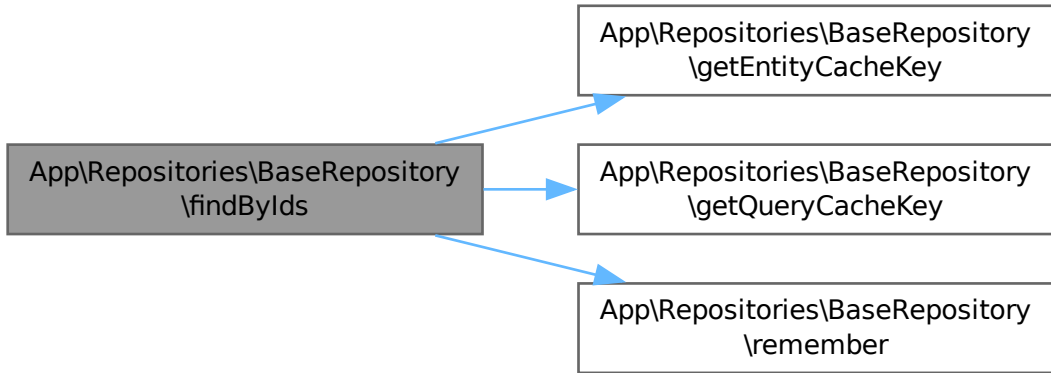 App\Repositories\BaseRepository
\findByIds
App\Repositories\BaseRepository
\getEntityCacheKey
App\Repositories\BaseRepository
\getQueryCacheKey
App\Repositories\BaseRepository
\remember